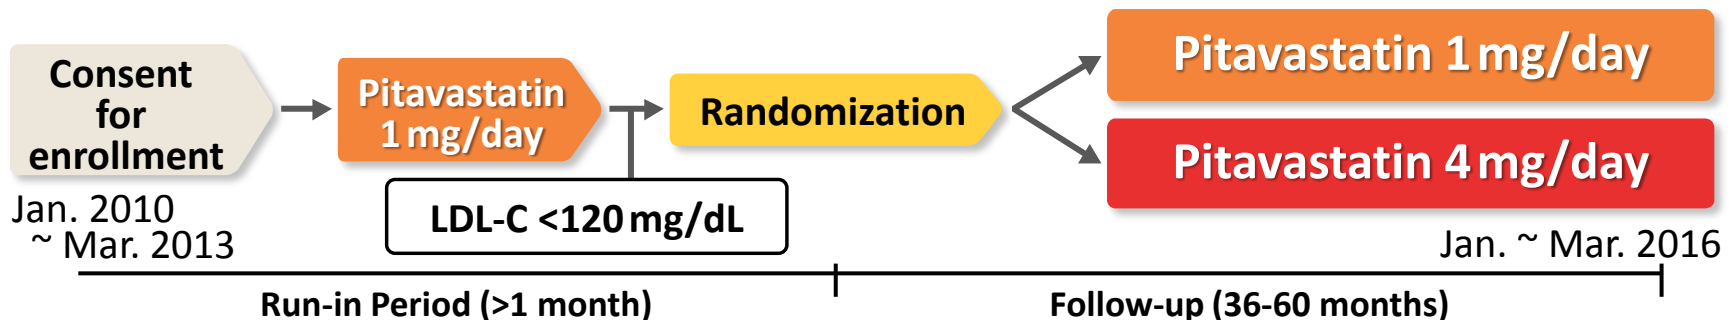 Consent
for
enrollment
Jan. 2010
~ Mar. 2013
Pitavastatin
1 mg/day
LDL-C <120 mg/dL
Randomization
Pitavastatin 1 mg/day
Pitavastatin 4 mg/day
Jan. ~ Mar. 2016
Run-in Period (>1 month)
Follow-up (36-60 months)